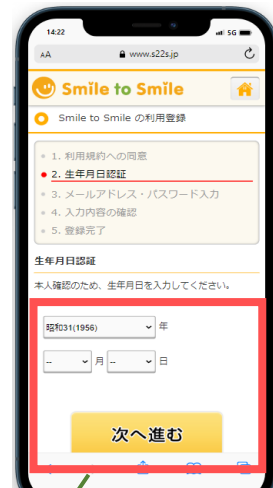 14:22
5G
AA
www.s22s.jp
Smile to Smile
Smile to Smile の利用登録
1. 利用規約への同意
2. 生年月日認証
3. メールアドレス・パスワード入力
4. 入力内容の確認
5. 登録完了
生年月日認証
本人確認のため、生年月日を入力してください。
昭和31(1956) 年
-- 月 -- 日
次へ進む